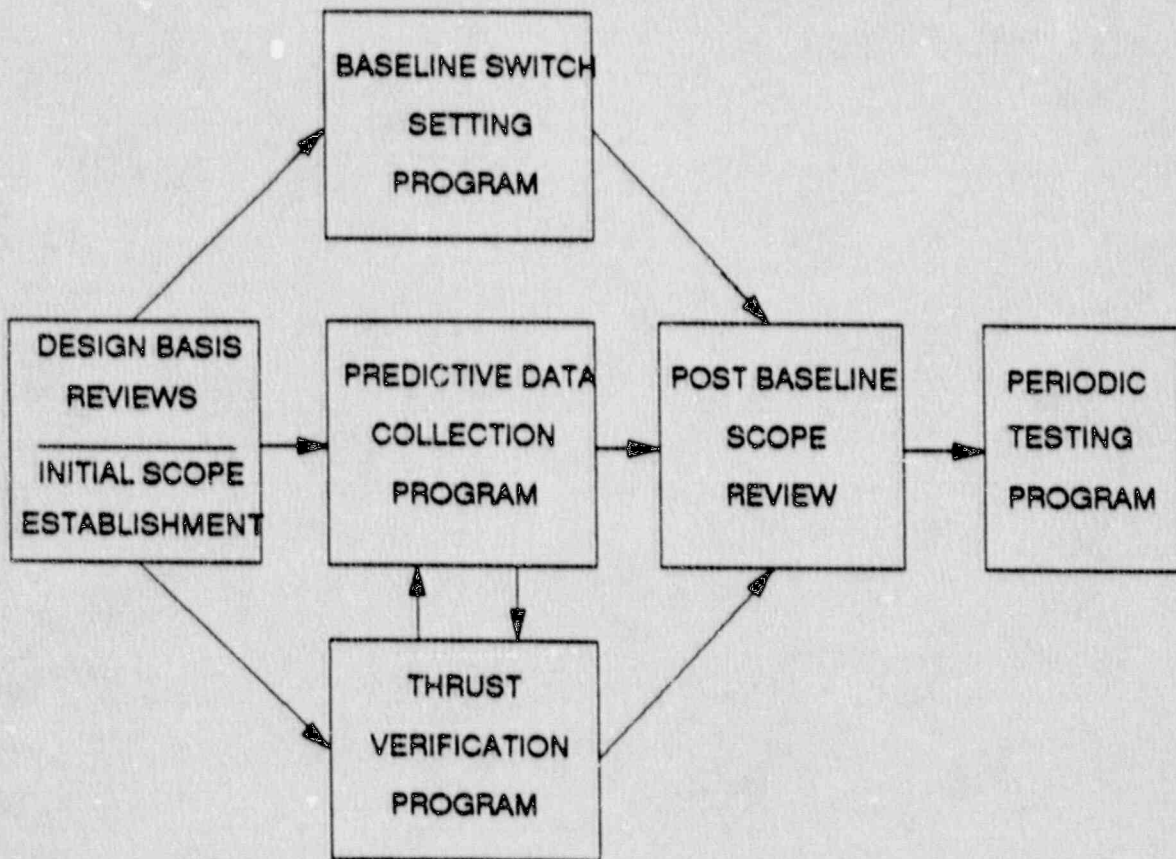 BASELINE SWITCH
SETTING
PROGRAM
DESIGN BASIS
REVIEWS
INITIAL SCOPE
ESTABLISHMENT
PREDICTIVE DATA
COLLECTION
PROGRAM
POST BASELINE
SCOPE
REVIEW
PERIODIC
TESTING
PROGRAM
THRUST
VERIFICATION
PROGRAM